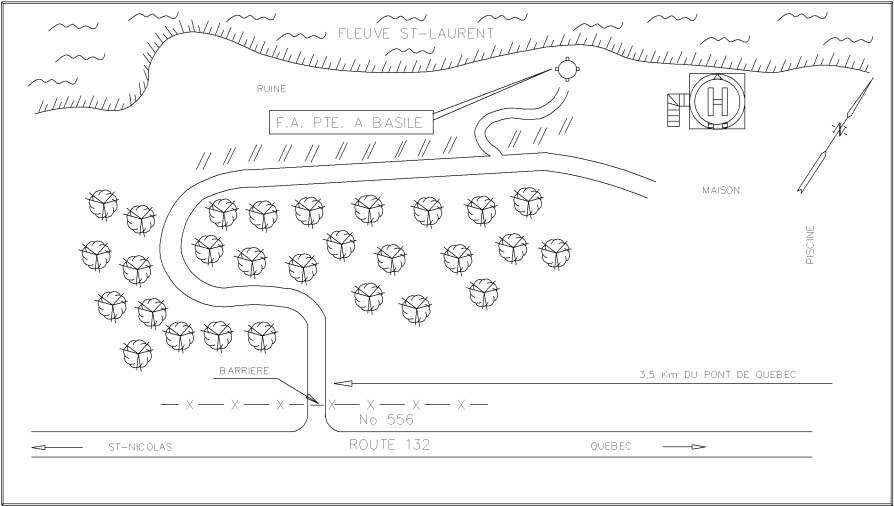 FLEUVE ST-LAURENT
RUINE
F.A. PTE. A BASILE
H
N
MAISON
PISCINE
BARRIERE
3,5 Km DU PONT DE QUEBEC
No 556
ST-NICOLAS
ROUTE 132
QUEBEC